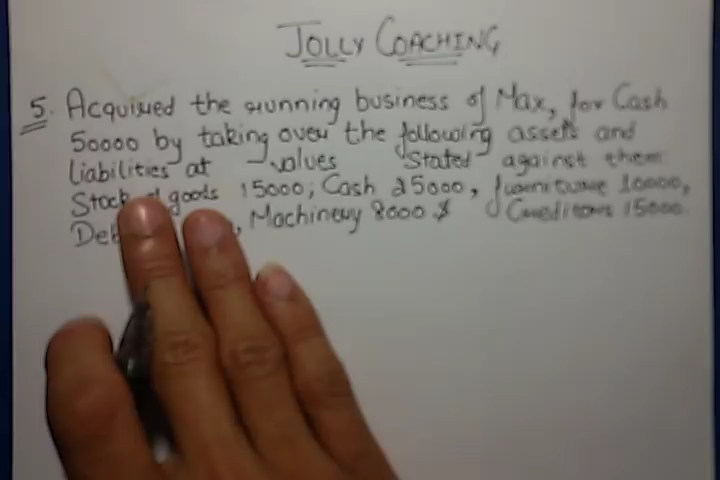 JOLLY COACHING
5. Acquired the running business of Max, for Cash
50000 by taking over the following assets and
liabilities at values Stated against them:
Stock goods 15000; Cash 25000, furniture 10000,
Machinery 8000 & Creditors 15000.